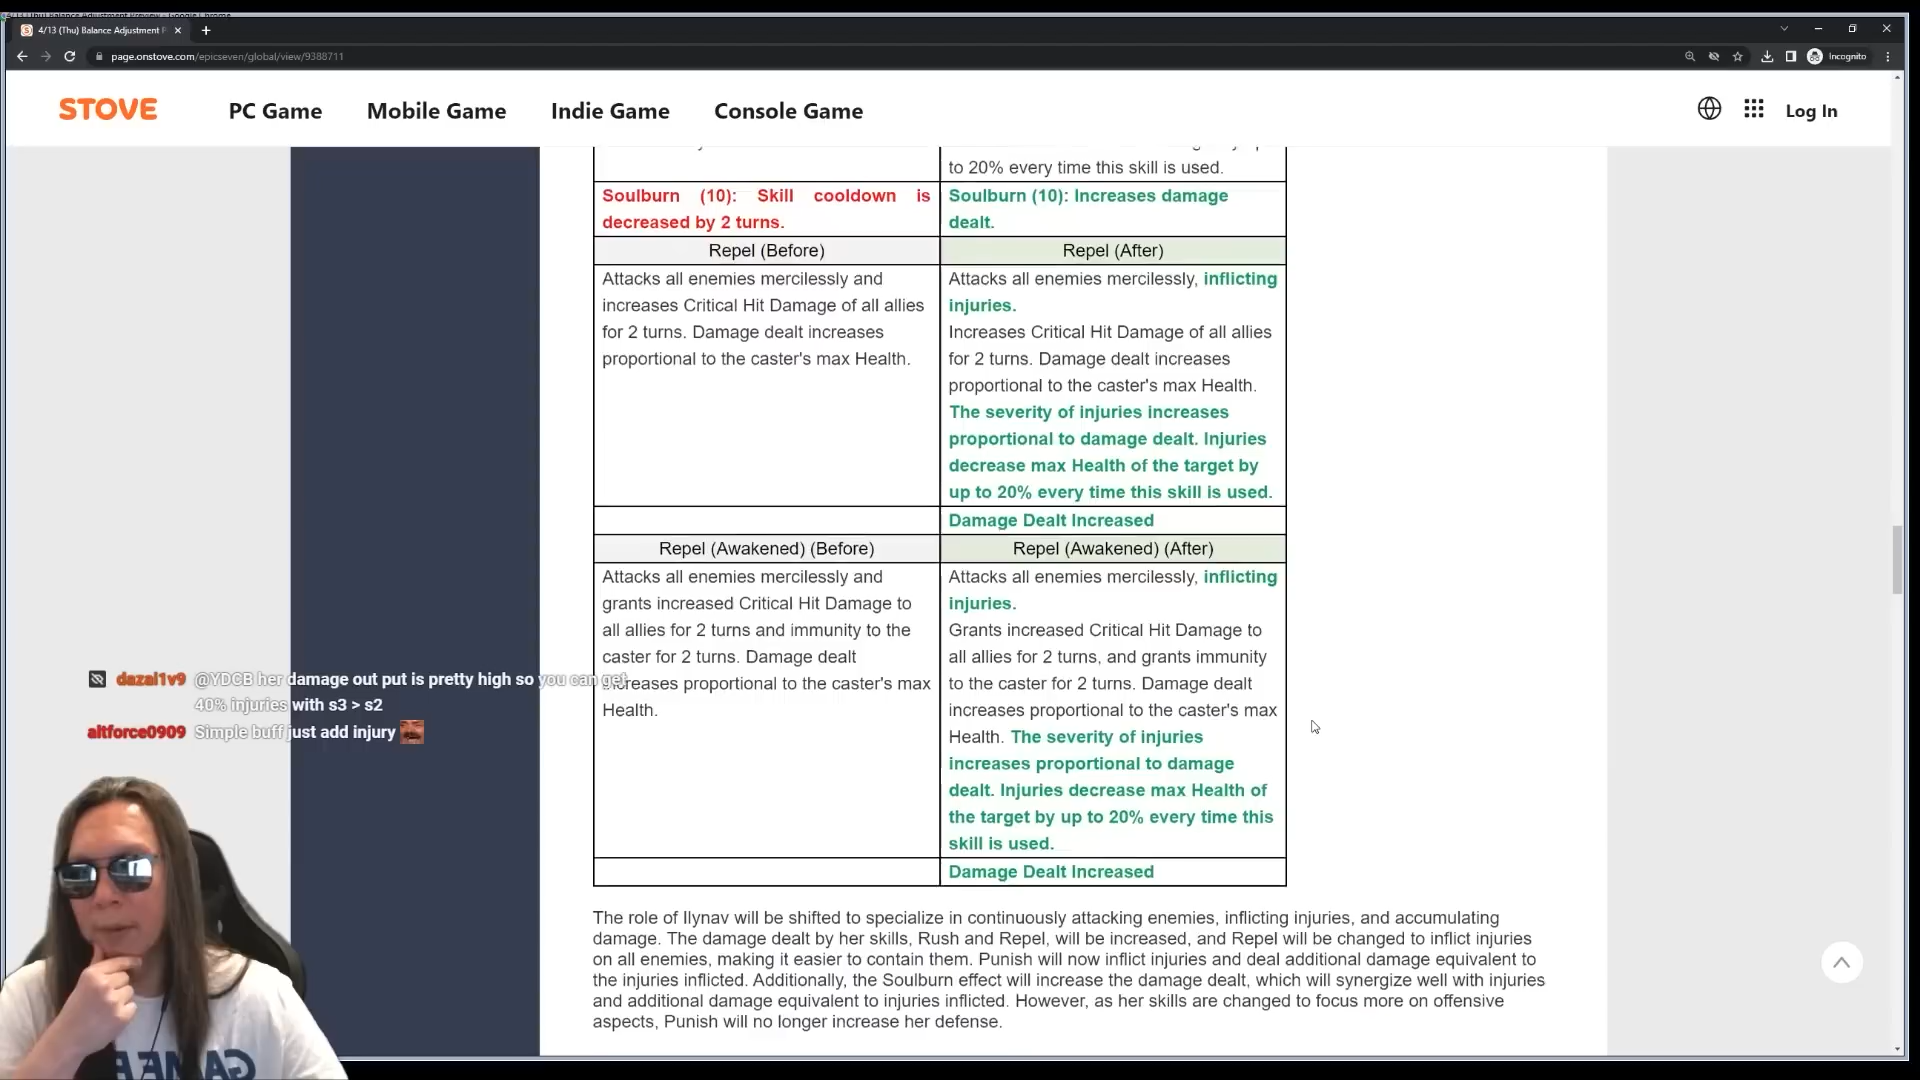 4/13 (Thu) Balance Adjustment Preview - Google Chrome
4/13 (Thu) Balance Adjustment P
page.onstove.com/epicseven/global/view/9388711
Incognito
STOVE
PC Game
Mobile Game
Indie Game
Console Game
Log In
to 20% every time this skill is used.
Soulburn (10): Skill cooldown is
decreased by 2 turns.
Soulburn (10): Increases damage
dealt.
Repel (Before)
Repel (After)
Attacks all enemies mercilessly and
increases Critical Hit Damage of all allies
for 2 turns. Damage dealt increases
proportional to the caster's max Health.
Attacks all enemies mercilessly, inflicting
injuries.
Increases Critical Hit Damage of all allies
for 2 turns. Damage dealt increases
proportional to the caster's max Health.
The severity of injuries increases
proportional to damage dealt. Injuries
decrease max Health of the target by
up to 20% every time this skill is used.
Damage Dealt Increased
Repel (Awakened) (Before)
Repel (Awakened) (After)
Attacks all enemies mercilessly and
grants increased Critical Hit Damage to
all allies for 2 turns and immunity to the
caster for 2 turns. Damage dealt
increases proportional to the caster's max
Health.
Attacks all enemies mercilessly, inflicting
injuries.
Grants increased Critical Hit Damage to
all allies for 2 turns, and grants immunity
to the caster for 2 turns. Damage dealt
increases proportional to the caster's max
Health. The severity of injuries
increases proportional to damage
dealt. Injuries decrease max Health of
the target by up to 20% every time this
skill is used.
Damage Dealt Increased
dazal1v9 @YDCB her damage out put is pretty high so you can get
40% injuries with s3 > s2
altforce0909 Simple buff just add injury
The role of Ilynav will be shifted to specialize in continuously attacking enemies, inflicting injuries, and accumulating
damage. The damage dealt by her skills, Rush and Repel, will be increased, and Repel will be changed to inflict injuries
on all enemies, making it easier to contain them. Punish will now inflict injuries and deal additional damage equivalent to
the injuries inflicted. Additionally, the Soulburn effect will increase the damage dealt, which will synergize well with injuries
and additional damage equivalent to injuries inflicted. However, as her skills are changed to focus more on offensive
aspects, Punish will no longer increase her defense.